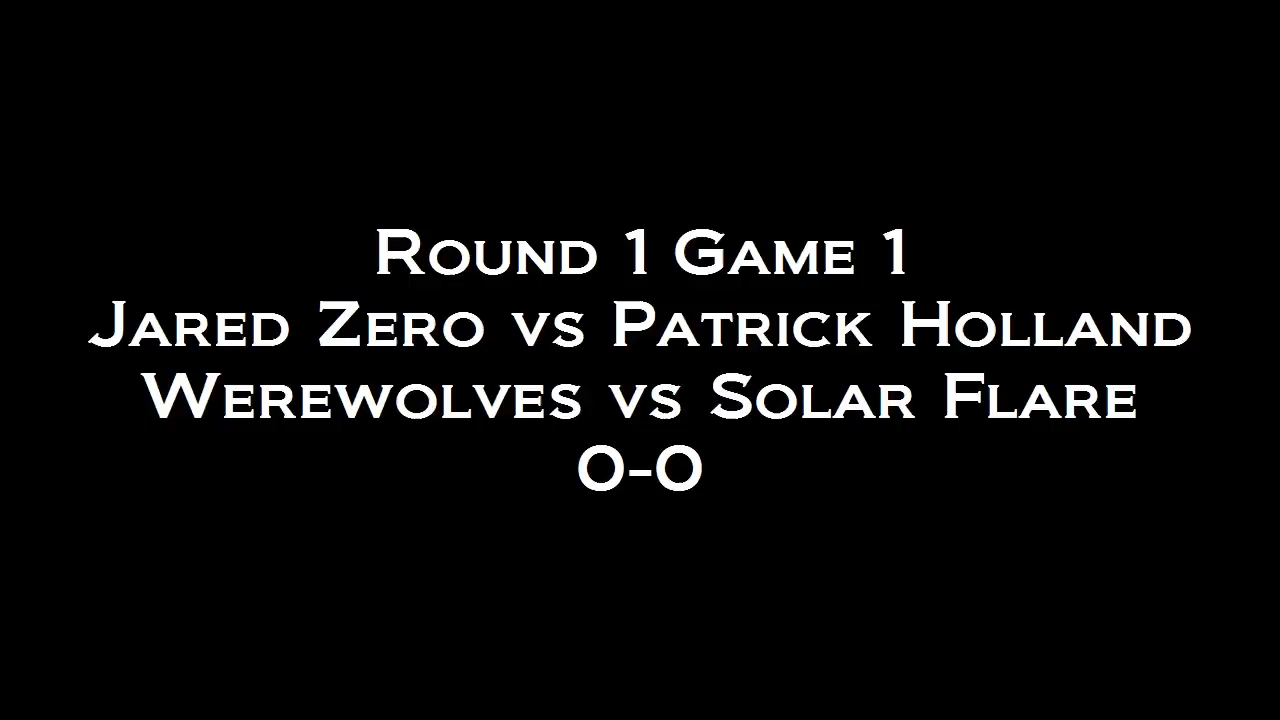 Round 1 Game 1
Jared Zero vs Patrick Holland
Werewolves vs Solar Flare
0-0